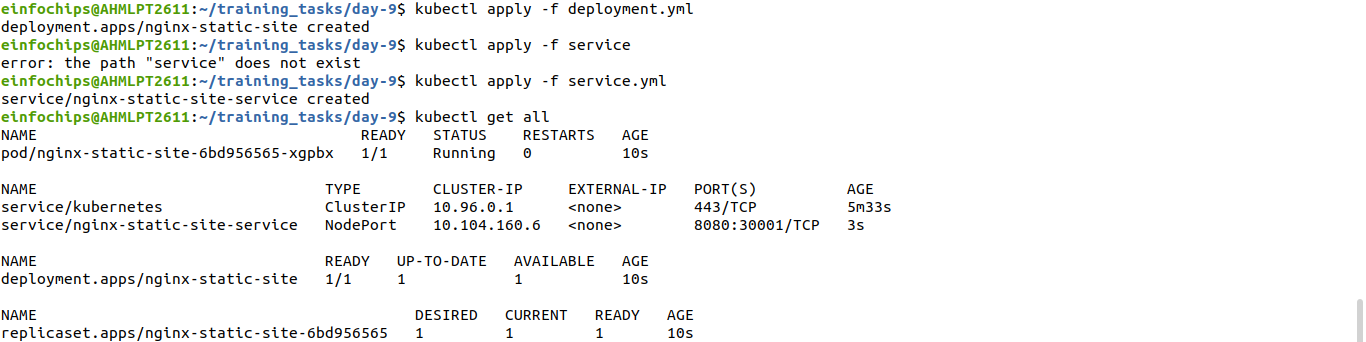 einfochips@AHMLPT2611:~/training_tasks/day-9$ kubectl apply -f deployment.yml
deployment.apps/nginx-static-site created
einfochips@AHMLPT2611:~/training_tasks/day-9$ kubectl apply -f service
error: the path "service" does not exist
einfochips@AHMLPT2611:~/training_tasks/day-9$ kubectl apply -f service.yml
service/nginx-static-site-service created
einfochips@AHMLPT2611:~/training_tasks/day-9$ kubectl get all
NAME                                    READY   STATUS    RESTARTS   AGE
pod/nginx-static-site-6bd956565-xgpbx   1/1     Running   0          10s

NAME                                TYPE        CLUSTER-IP     EXTERNAL-IP   PORT(S)          AGE
service/kubernetes                  ClusterIP   10.96.0.1      <none>        443/TCP          5m33s
service/nginx-static-site-service   NodePort    10.104.160.6   <none>        8080:30001/TCP   3s

NAME                                READY   UP-TO-DATE   AVAILABLE   AGE
deployment.apps/nginx-static-site   1/1     1            1           10s

NAME                                          DESIRED   CURRENT   READY   AGE
replicaset.apps/nginx-static-site-6bd956565   1         1         1       10s